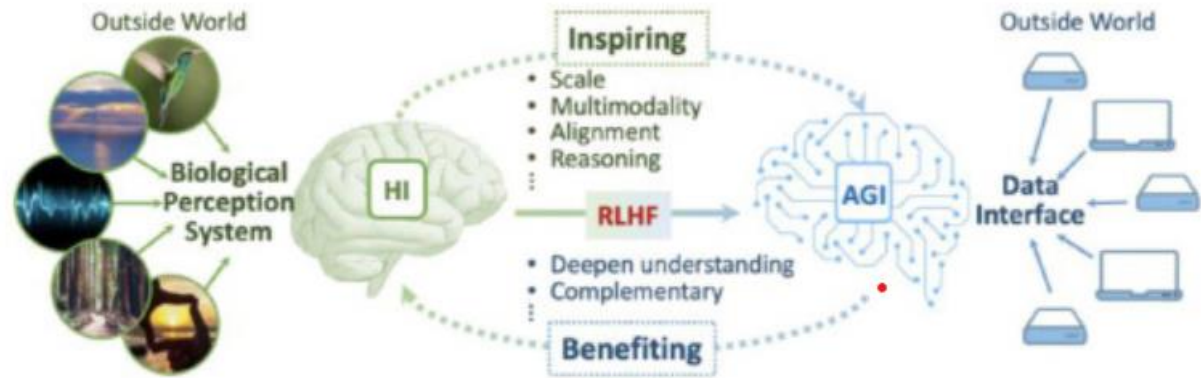 Outside World
Biological
Perception
System
HI
Inspiring
• Scale
• Multimodality
• Alignment
• Reasoning
⋮
RLHF
• Deepen understanding
• Complementary
⋮
Benefiting
AGI
Outside World
Data
Interface